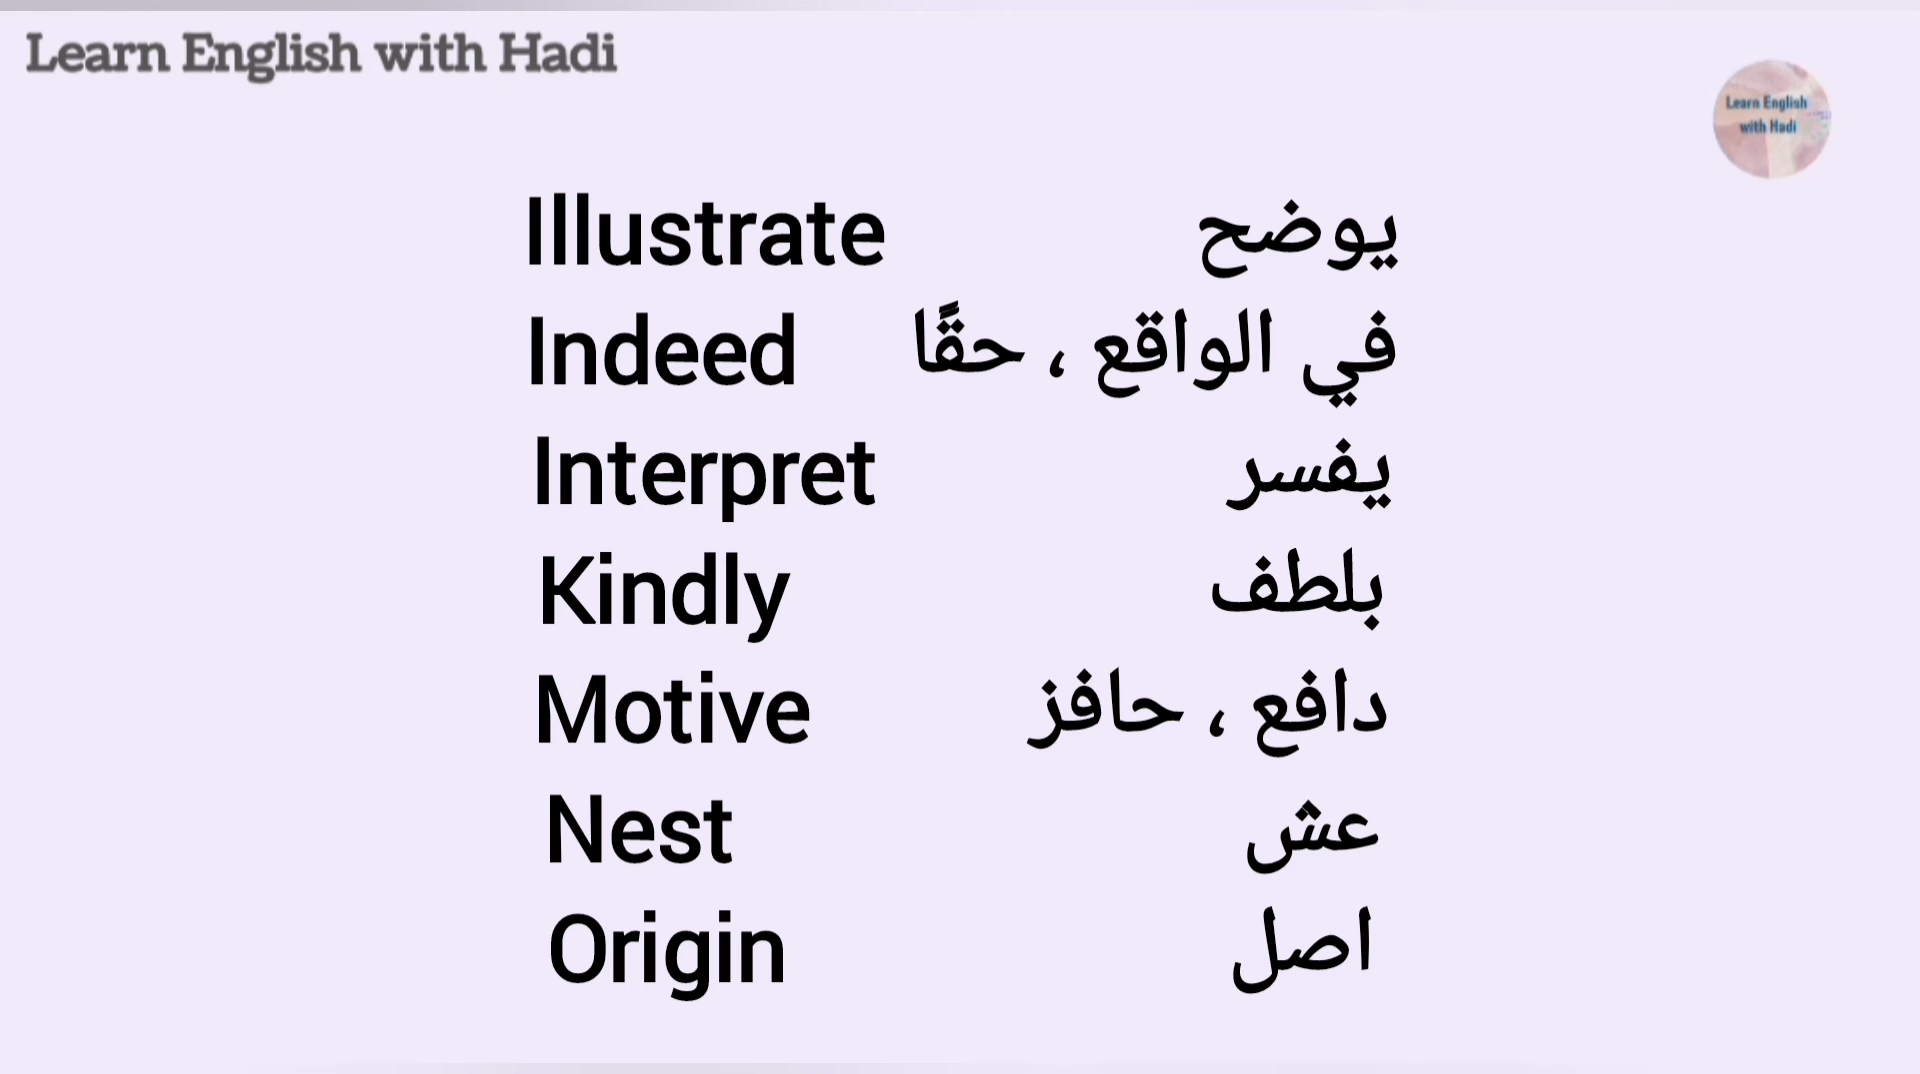 Learn English with Hadi
Learn English
with Hadi
Illustrate يوضح
Indeed في الواقع ، حقًا
Interpret يفسر
Kindly بلطف
Motive دافع ، حافز
Nest عش
Origin اصل